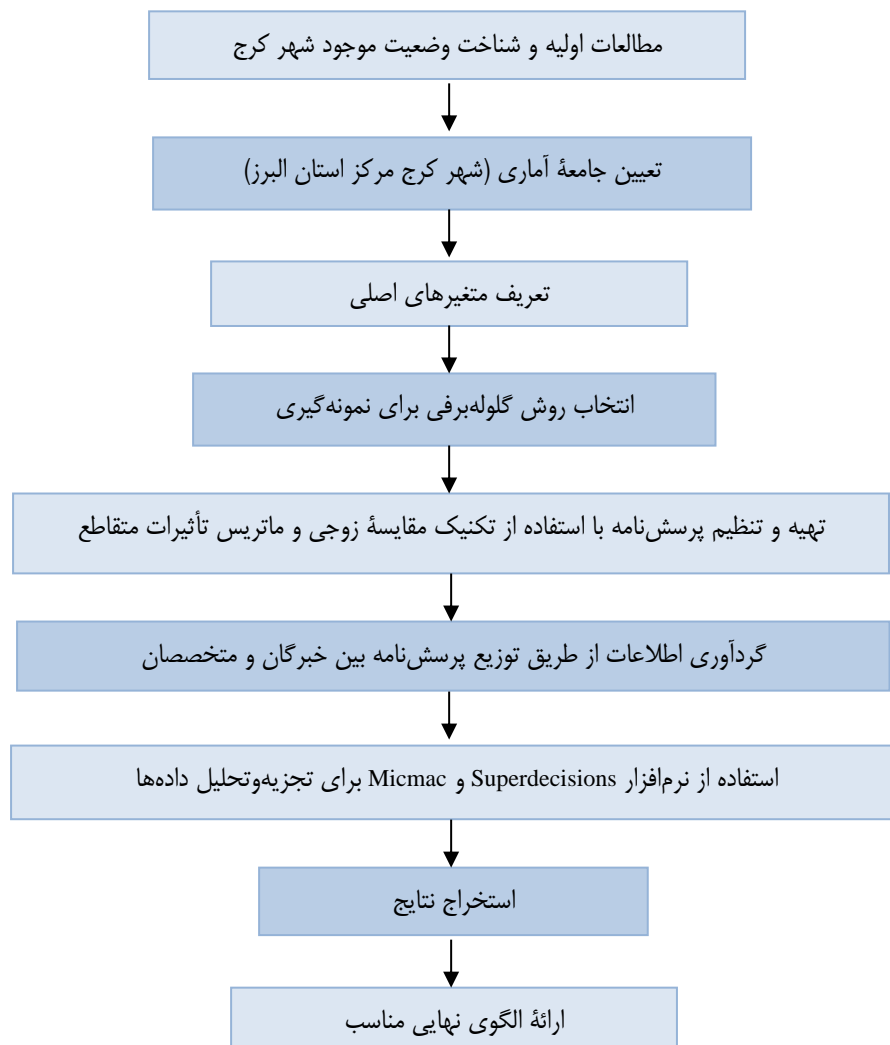 مطالعات اولیه و شناخت وضعیت موجود شهر کرج
تعیین جامعۀ آماری (شهر کرج مرکز استان البرز)
تعریف متغیرهای اصلی
انتخاب روش گلوله‌برفی برای نمونه‌گیری
تهیه و تنظیم پرسش‌نامه با استفاده از تکنیک مقایسۀ زوجی و ماتریس تأثیرات متقاطع
گردآوری اطلاعات از طریق توزیع پرسش‌نامه بین خبرگان و متخصصان
استفاده از نرم‌افزار Superdecisions و Micmac برای تجزیه‌وتحلیل داده‌ها
استخراج نتایج
ارائۀ الگوی نهایی مناسب